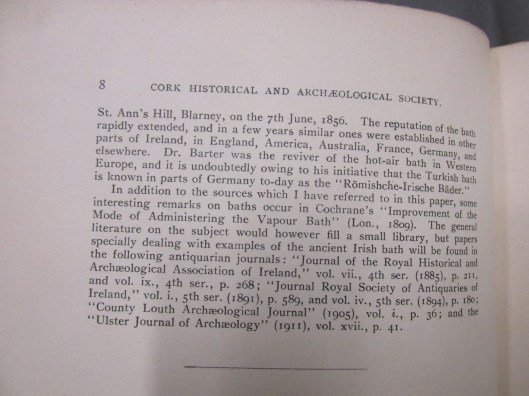 8 CORK HISTORICAL AND ARCHÆOLOGICAL SOCIETY.
St. Ann's Hill, Blarney, on the 7th June, 1856. The reputation of the bath
rapidly extended, and in a few years similar ones were established in other
parts of Ireland, in England, America, Australia, France, Germany, and
elsewhere. Dr. Barter was the reviver of the hot-air bath in Western
Europe, and it is undoubtedly owing to his initiative that the Turkish bath
is known in parts of Germany to-day as the "Römishche-Irische Bäder."
In addition to the sources which I have referred to in this paper, some
interesting remarks on baths occur in Cochrane's "Improvement of the
Mode of Administering the Vapour Bath" (Lon., 1809). The general
literature on the subject would however fill a small library, but papers
specially dealing with examples of the ancient Irish bath will be found in
the following antiquarian journals: "Journal of the Royal Historical and
Archæological Association of Ireland," vol. vii., 4th ser. (1885), p. 211,
and vol. ix., 4th ser., p. 268; "Journal Royal Society of Antiquaries of
Ireland," vol. i., 5th ser. (1891), p. 589, and vol. iv., 5th ser. (1894), p. 180;
"County Louth Archæological Journal" (1905), vol. i., p. 36; and the
"Ulster Journal of Archæology" (1911), vol. xvii., p. 41.